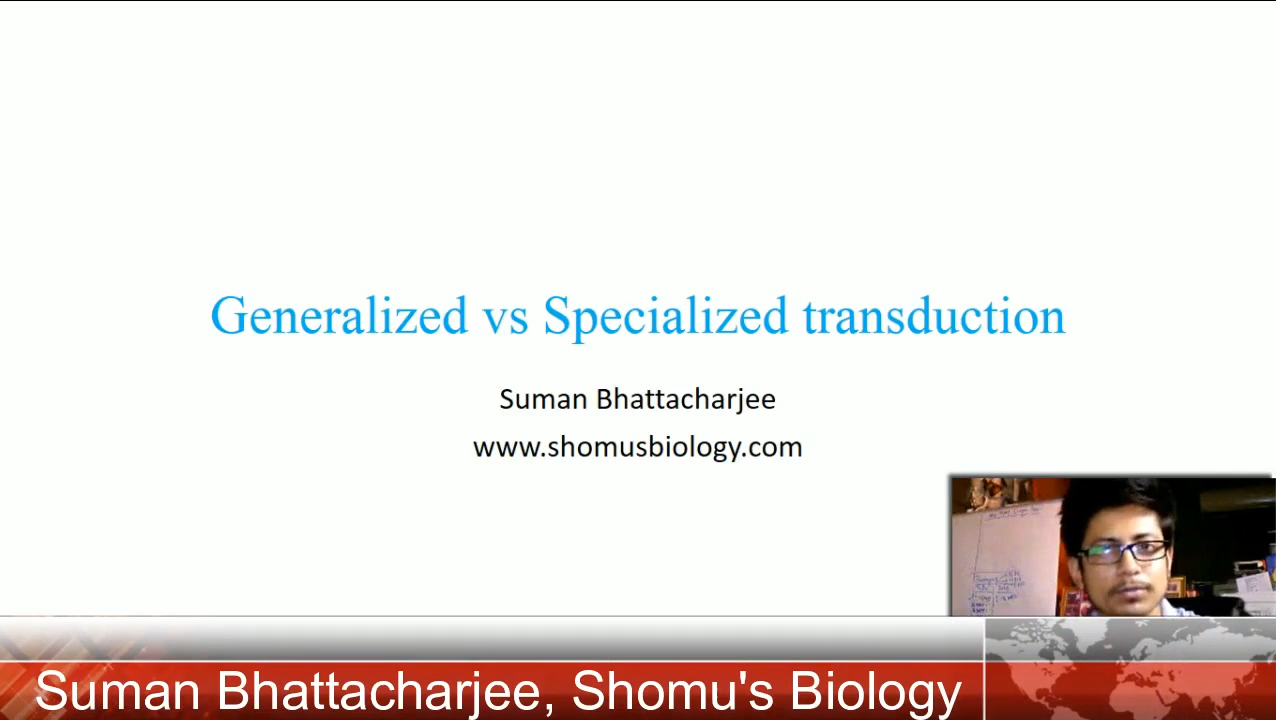 Generalized vs Specialized transduction
Suman Bhattacharjee
www.shomusbiology.com
Suman Bhattacharjee, Shomu's Biology